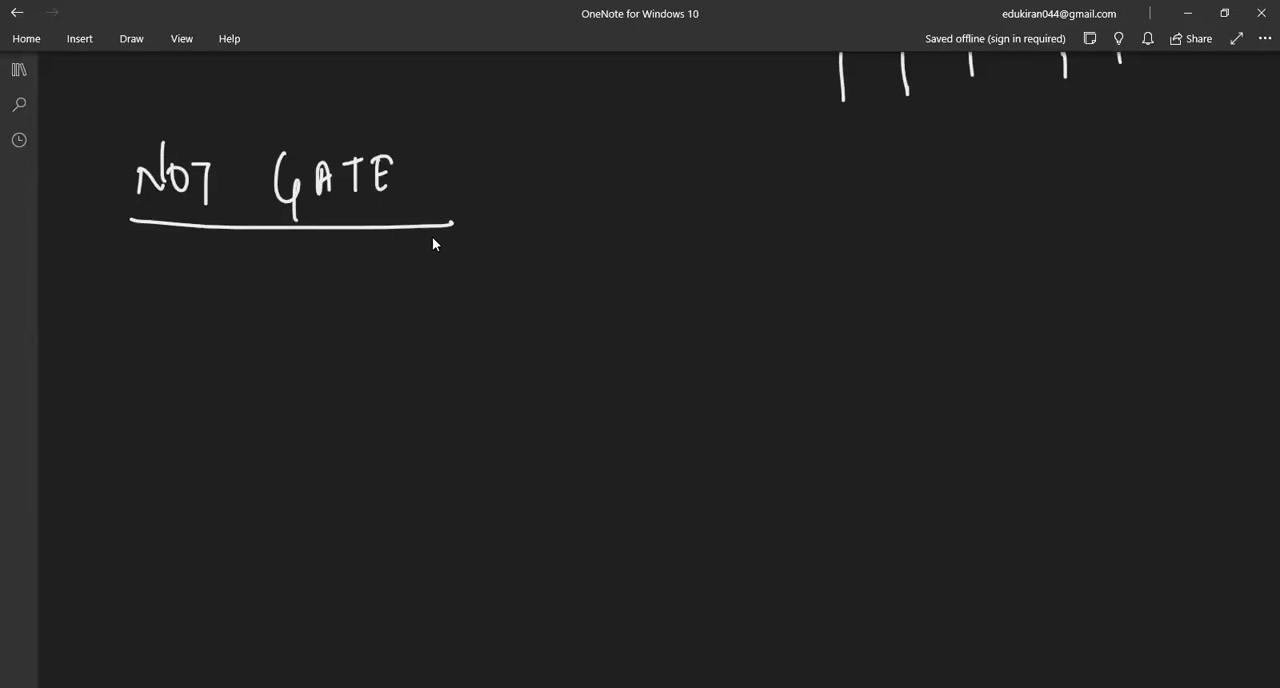 OneNote for Windows 10
edukiran044@gmail.com
Home Insert Draw View Help
Saved offline (sign in required) Share
NOT GATE